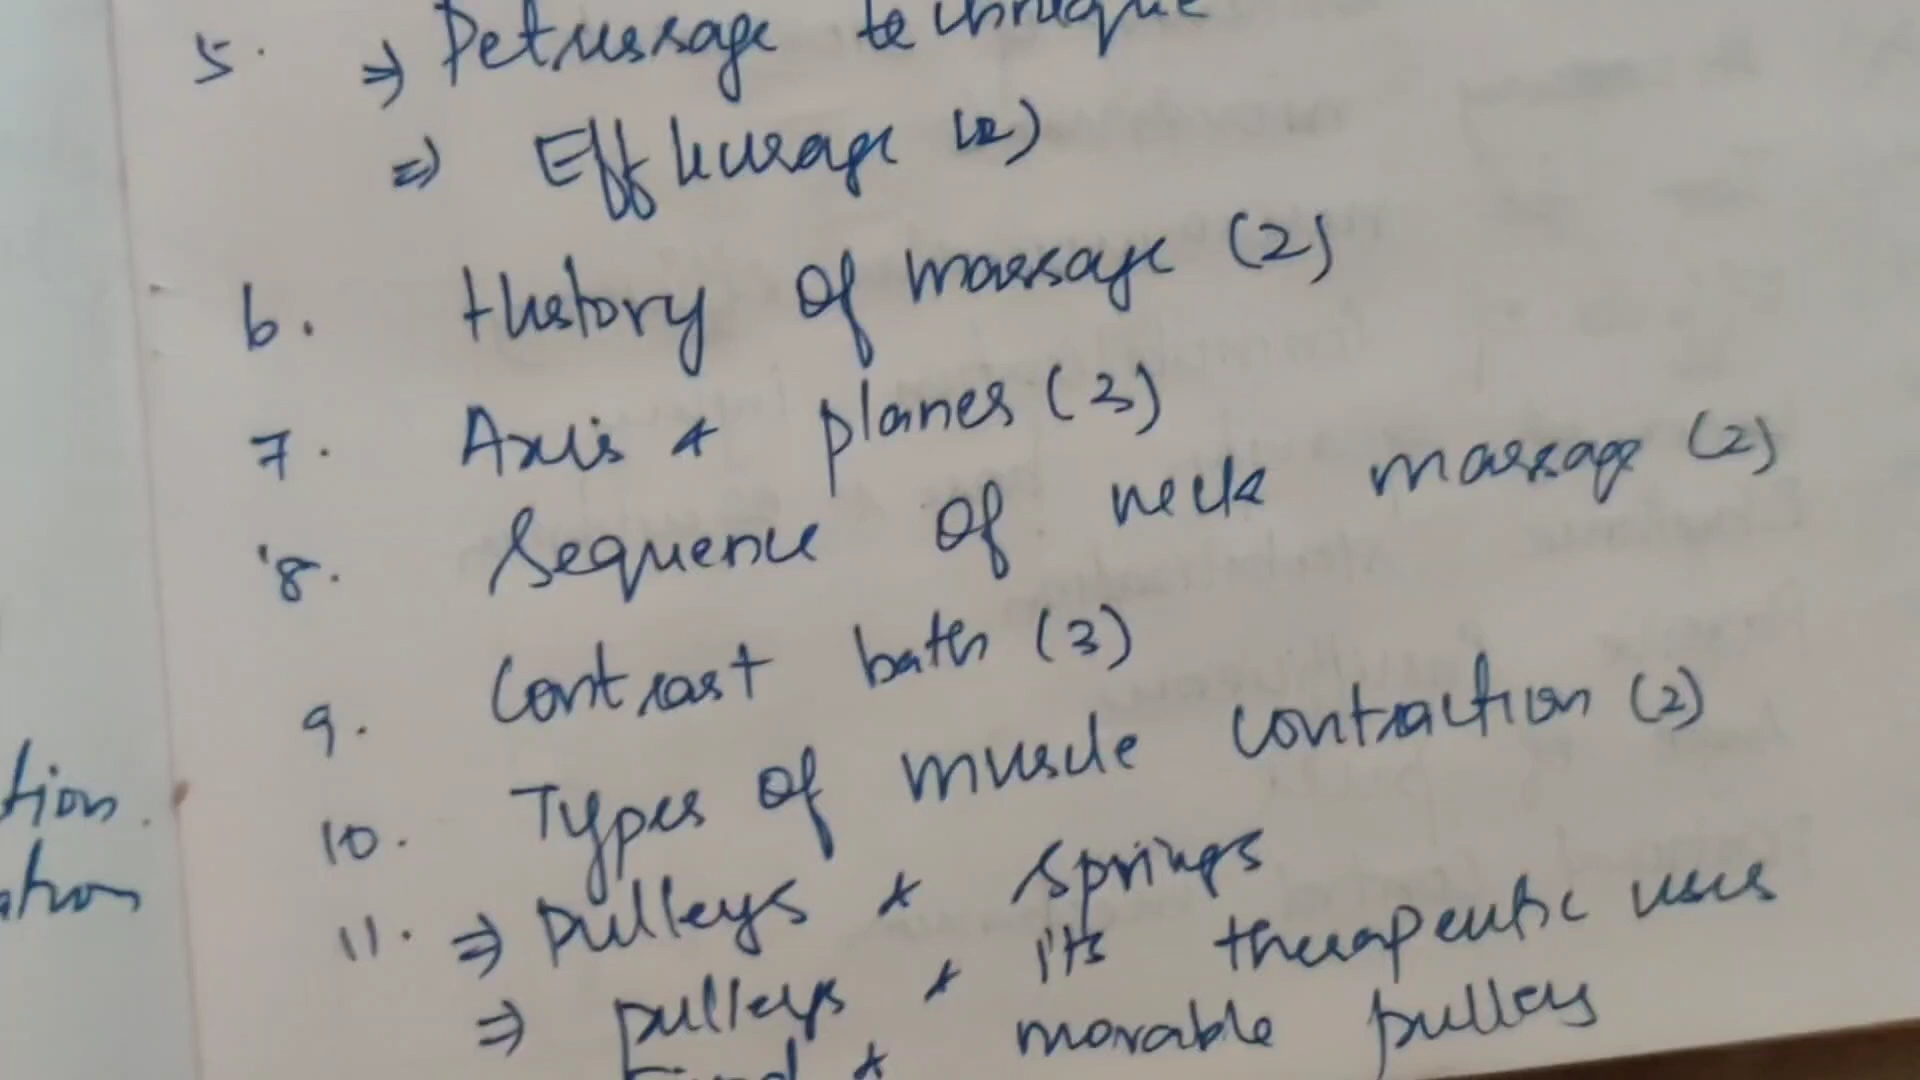 5. ⇒ Petrissage technique
⇒ Effleurage (2)
6. History of massage (2)
7. Axis & planes (3)
8. Sequence of neck massage (2)
9. Contrast bath (3)
10. Types of muscle contraction (2)
11. ⇒ Pulleys & springs
⇒ pulleys & its therapeutic uses
Fixed & movable pulleys
tion
ation